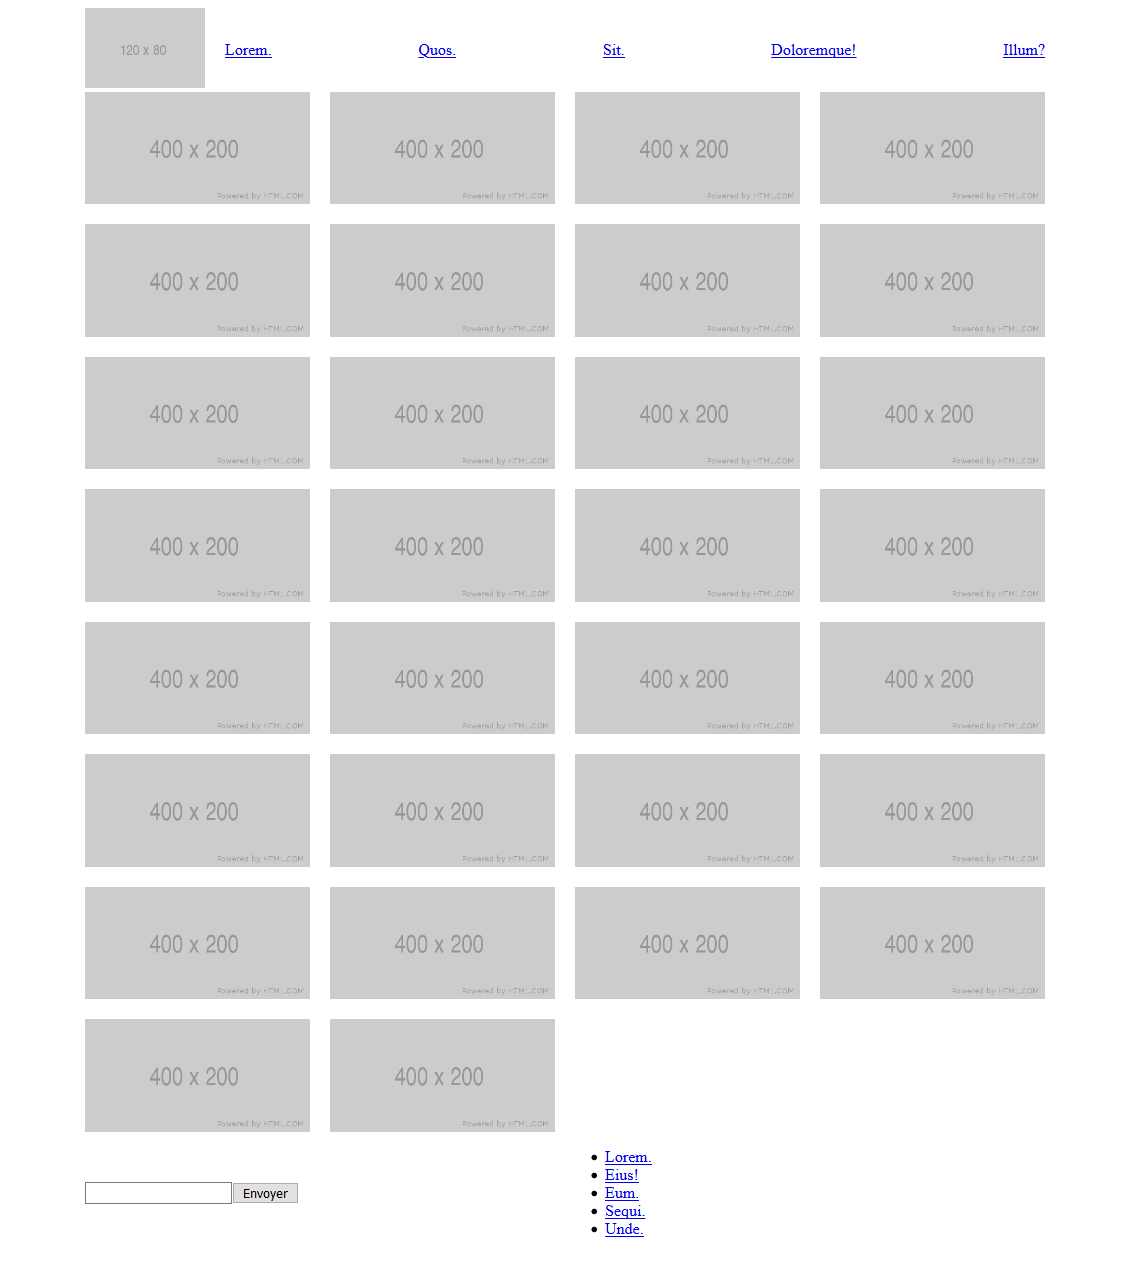 120 x 80 Lorem. Quos. Sit. Doloremque! Illum?
400 x 200 400 x 200 400 x 200 400 x 200
Powered by HTML.COM Powered by HTML.COM Powered by HTML.COM Powered by HTML.COM
400 x 200 400 x 200 400 x 200 400 x 200
Powered by HTML.COM Powered by HTML.COM Powered by HTML.COM Powered by HTML.COM
400 x 200 400 x 200 400 x 200 400 x 200
Powered by HTML.COM Powered by HTML.COM Powered by HTML.COM Powered by HTML.COM
400 x 200 400 x 200 400 x 200 400 x 200
Powered by HTML.COM Powered by HTML.COM Powered by HTML.COM Powered by HTML.COM
400 x 200 400 x 200 400 x 200 400 x 200
Powered by HTML.COM Powered by HTML.COM Powered by HTML.COM Powered by HTML.COM
400 x 200 400 x 200 400 x 200 400 x 200
Powered by HTML.COM Powered by HTML.COM Powered by HTML.COM Powered by HTML.COM
400 x 200 400 x 200 400 x 200 400 x 200
Powered by HTML.COM Powered by HTML.COM Powered by HTML.COM Powered by HTML.COM
400 x 200 400 x 200
Powered by HTML.COM Powered by HTML.COM
Envoyer
Lorem.
Eius!
Eum.
Sequi.
Unde.